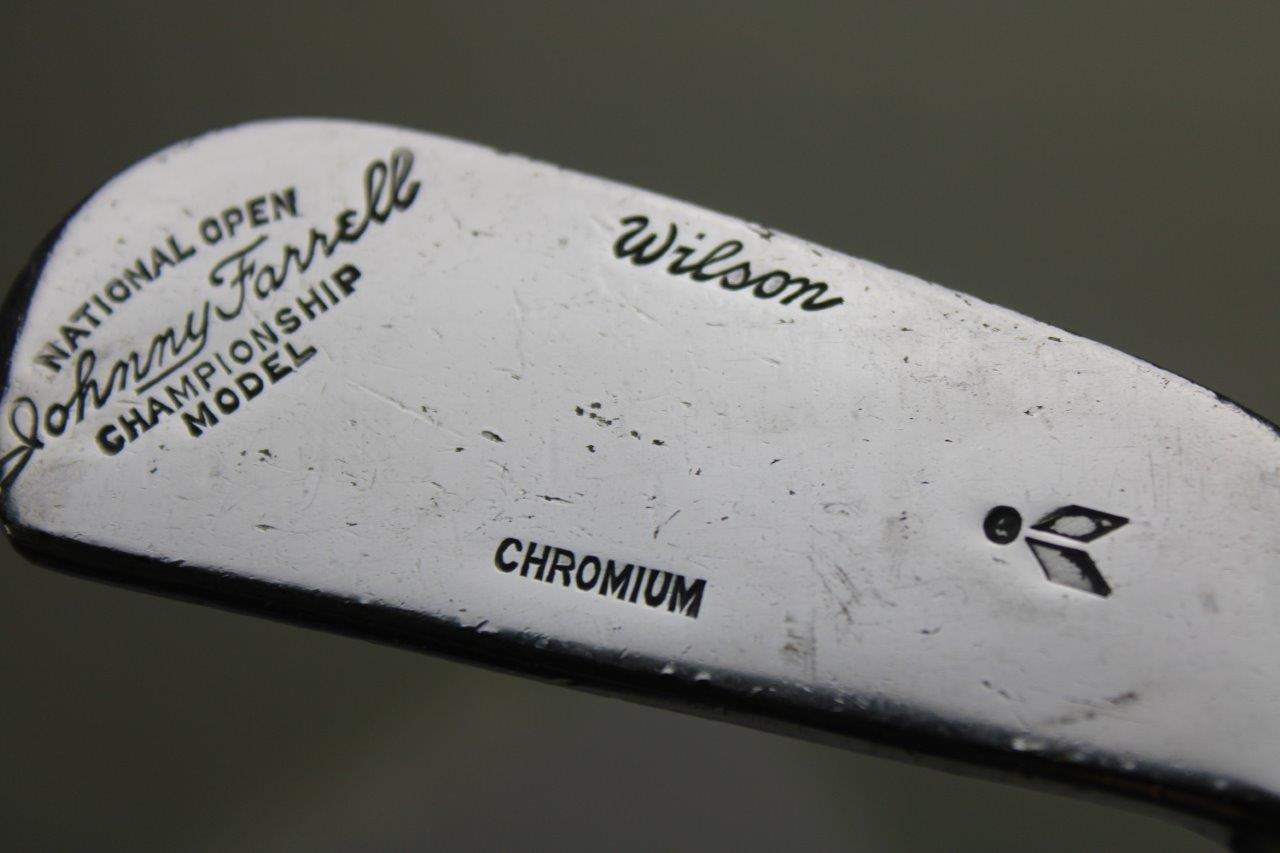 NATIONAL OPEN
Johnny Farrell
CHAMPIONSHIP
MODEL
Wilson
CHROMIUM